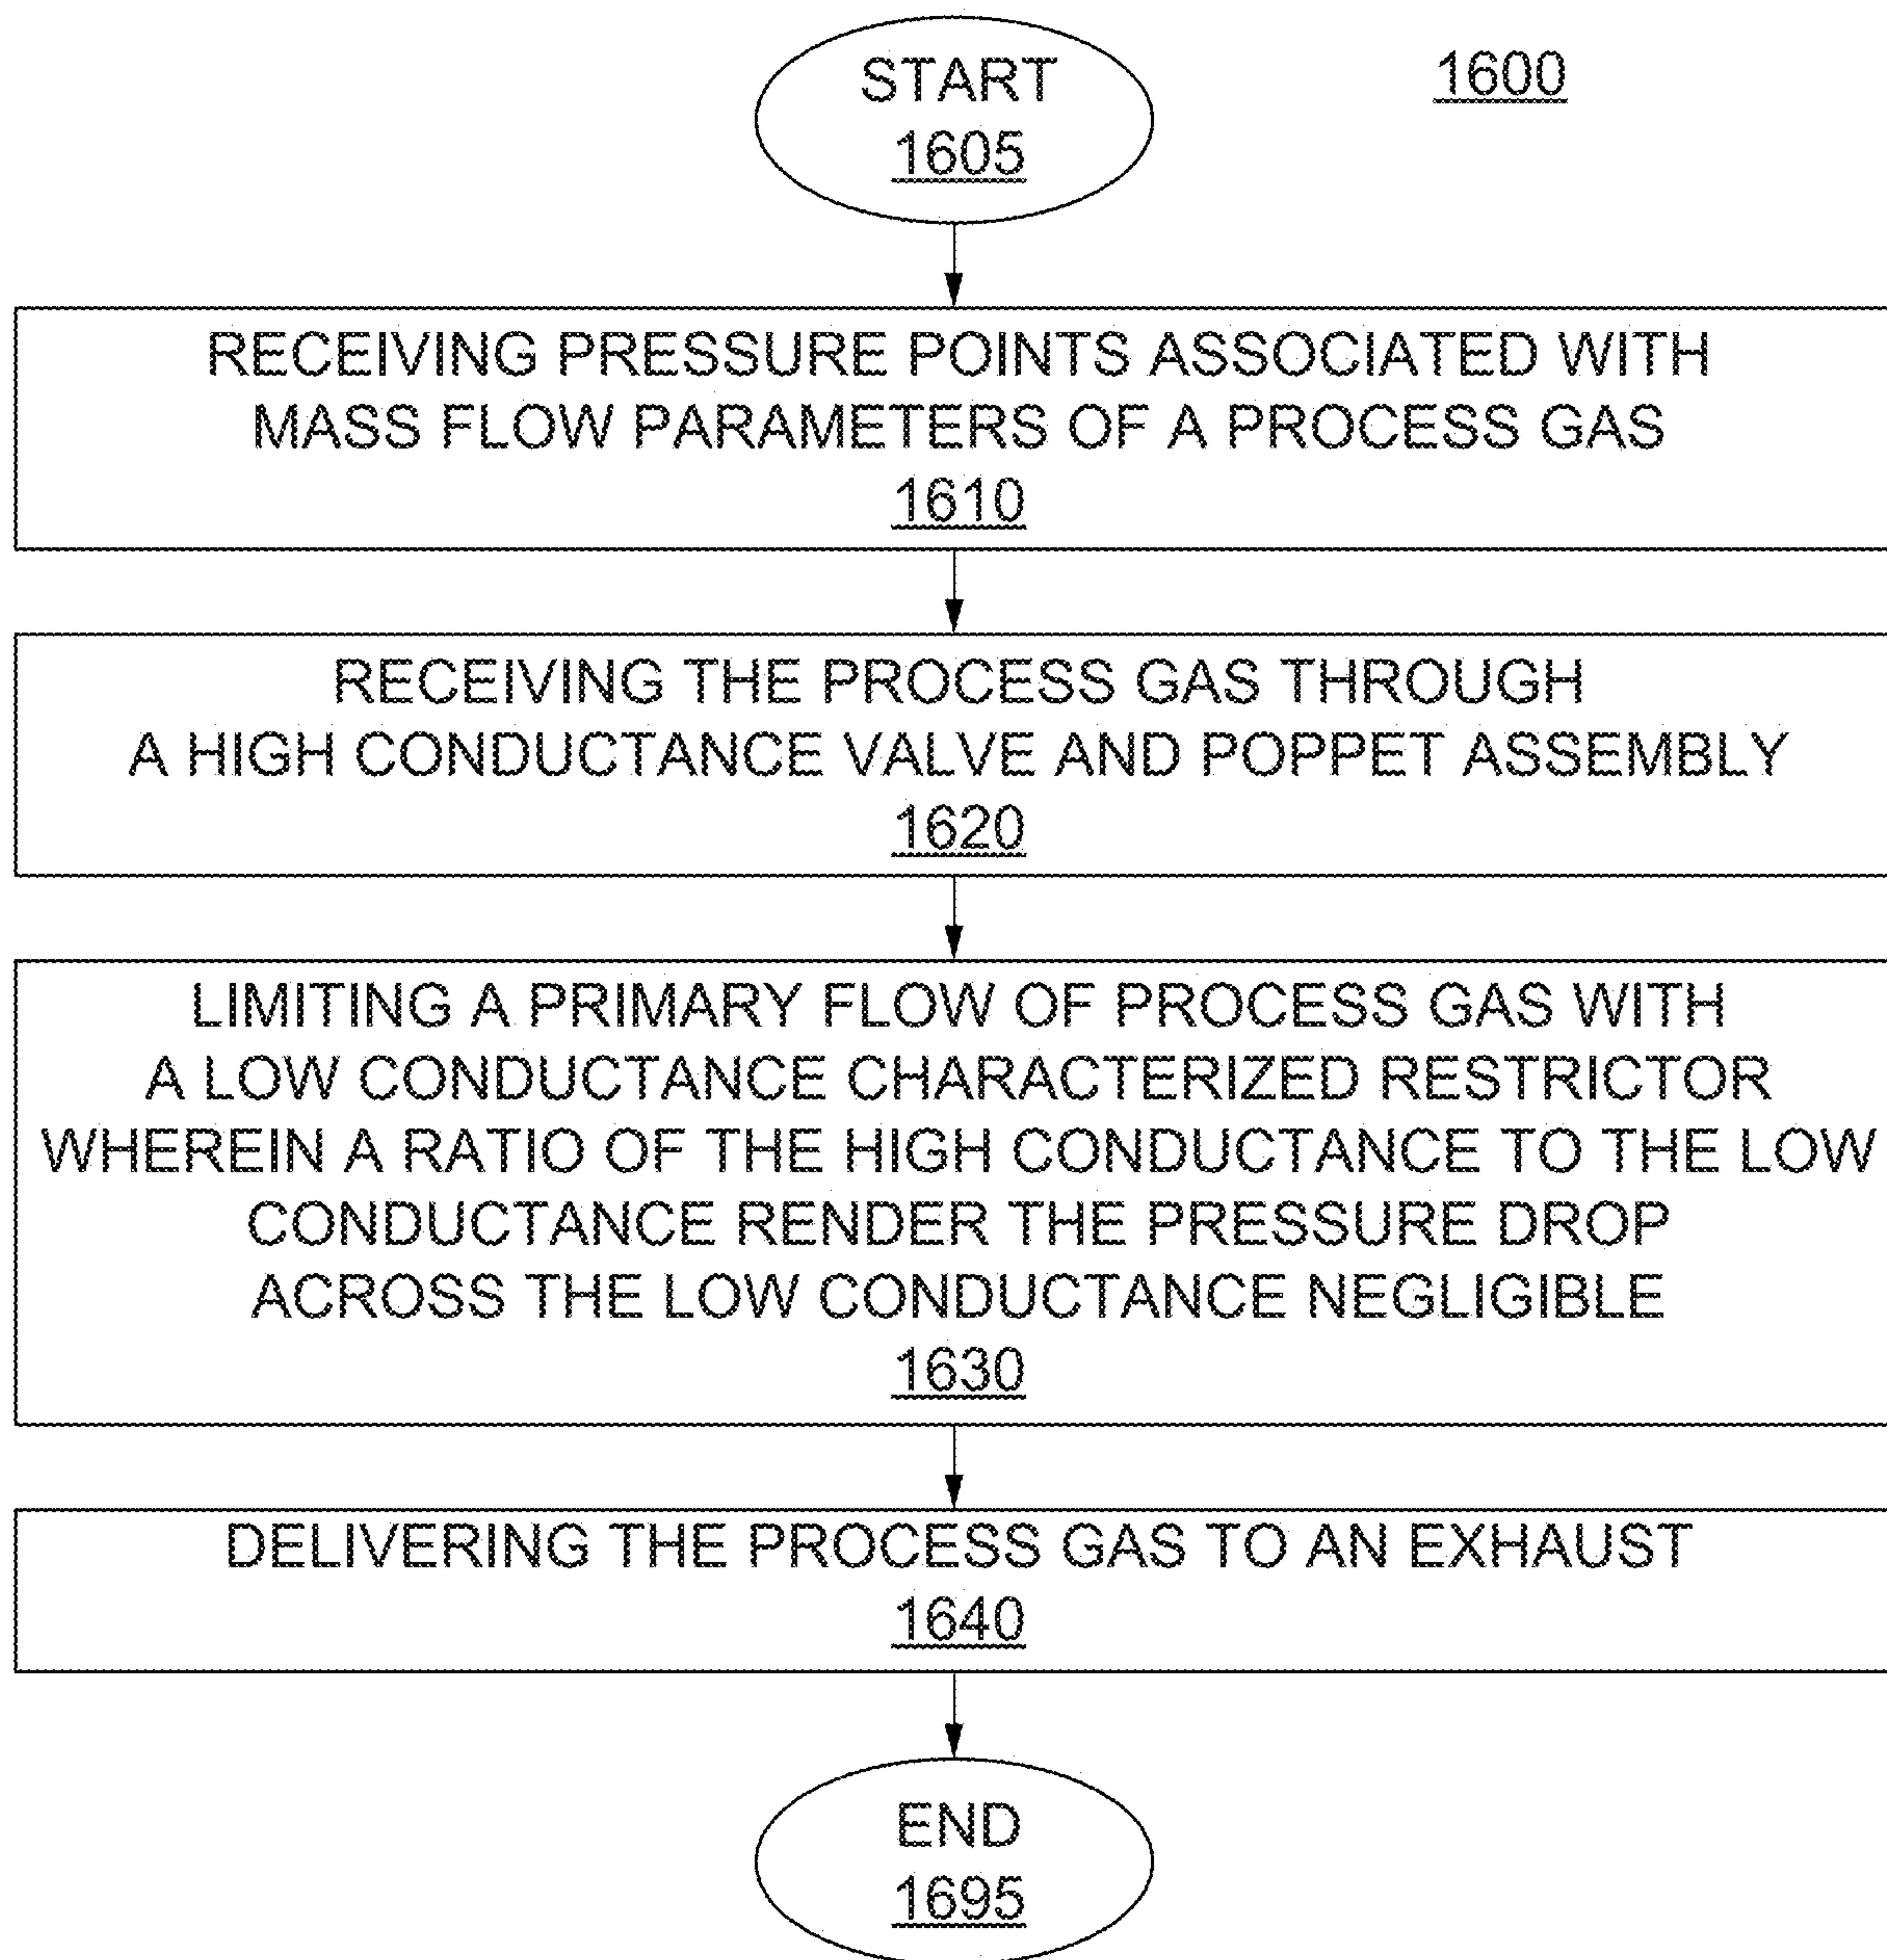 START
1605
1600
RECEIVING PRESSURE POINTS ASSOCIATED WITH
MASS FLOW PARAMETERS OF A PROCESS GAS
1610
RECEIVING THE PROCESS GAS THROUGH
A HIGH CONDUCTANCE VALVE AND POPPET ASSEMBLY
1620
LIMITING A PRIMARY FLOW OF PROCESS GAS WITH
A LOW CONDUCTANCE CHARACTERIZED RESTRICTOR
WHEREIN A RATIO OF THE HIGH CONDUCTANCE TO THE LOW
CONDUCTANCE RENDER THE PRESSURE DROP
ACROSS THE LOW CONDUCTANCE NEGLIGIBLE
1630
DELIVERING THE PROCESS GAS TO AN EXHAUST
1640
END
1695